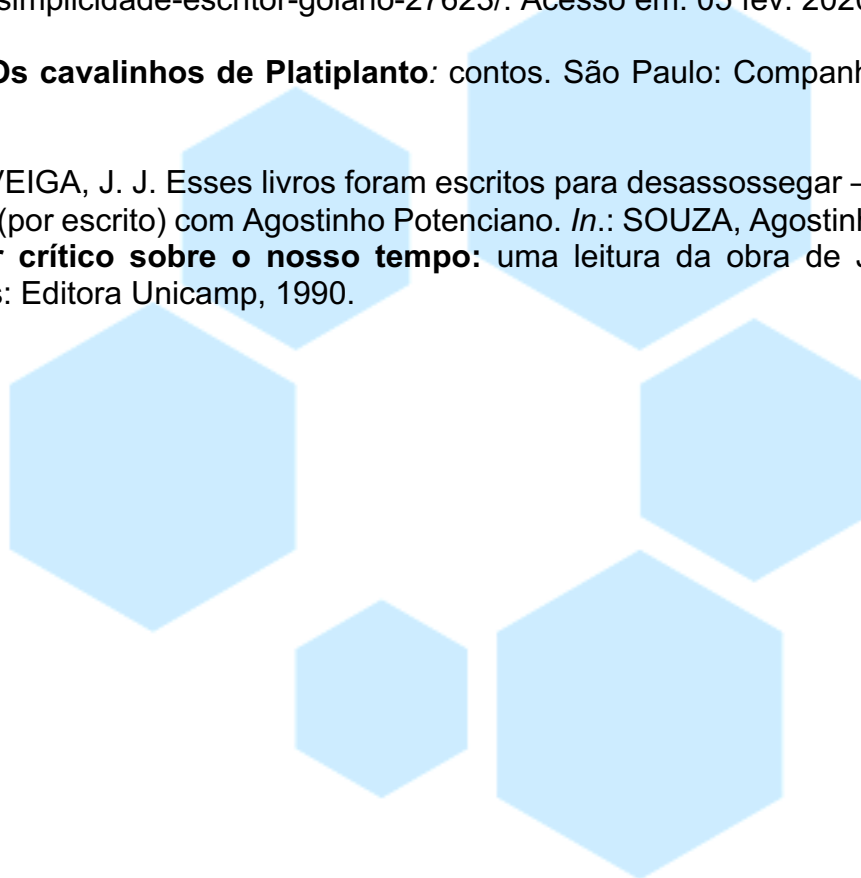 simplicidade-escritor-goiano-27623/. Acesso em: 05 fev. 2020
Os cavalinhos de Platiplanto: contos. São Paulo: Companh
VEIGA, J. J. Esses livros foram escritos para desassossegar –
(por escrito) com Agostinho Potenciano. In.: SOUZA, Agostinh
r crítico sobre o nosso tempo: uma leitura da obra de J
s: Editora Unicamp, 1990.